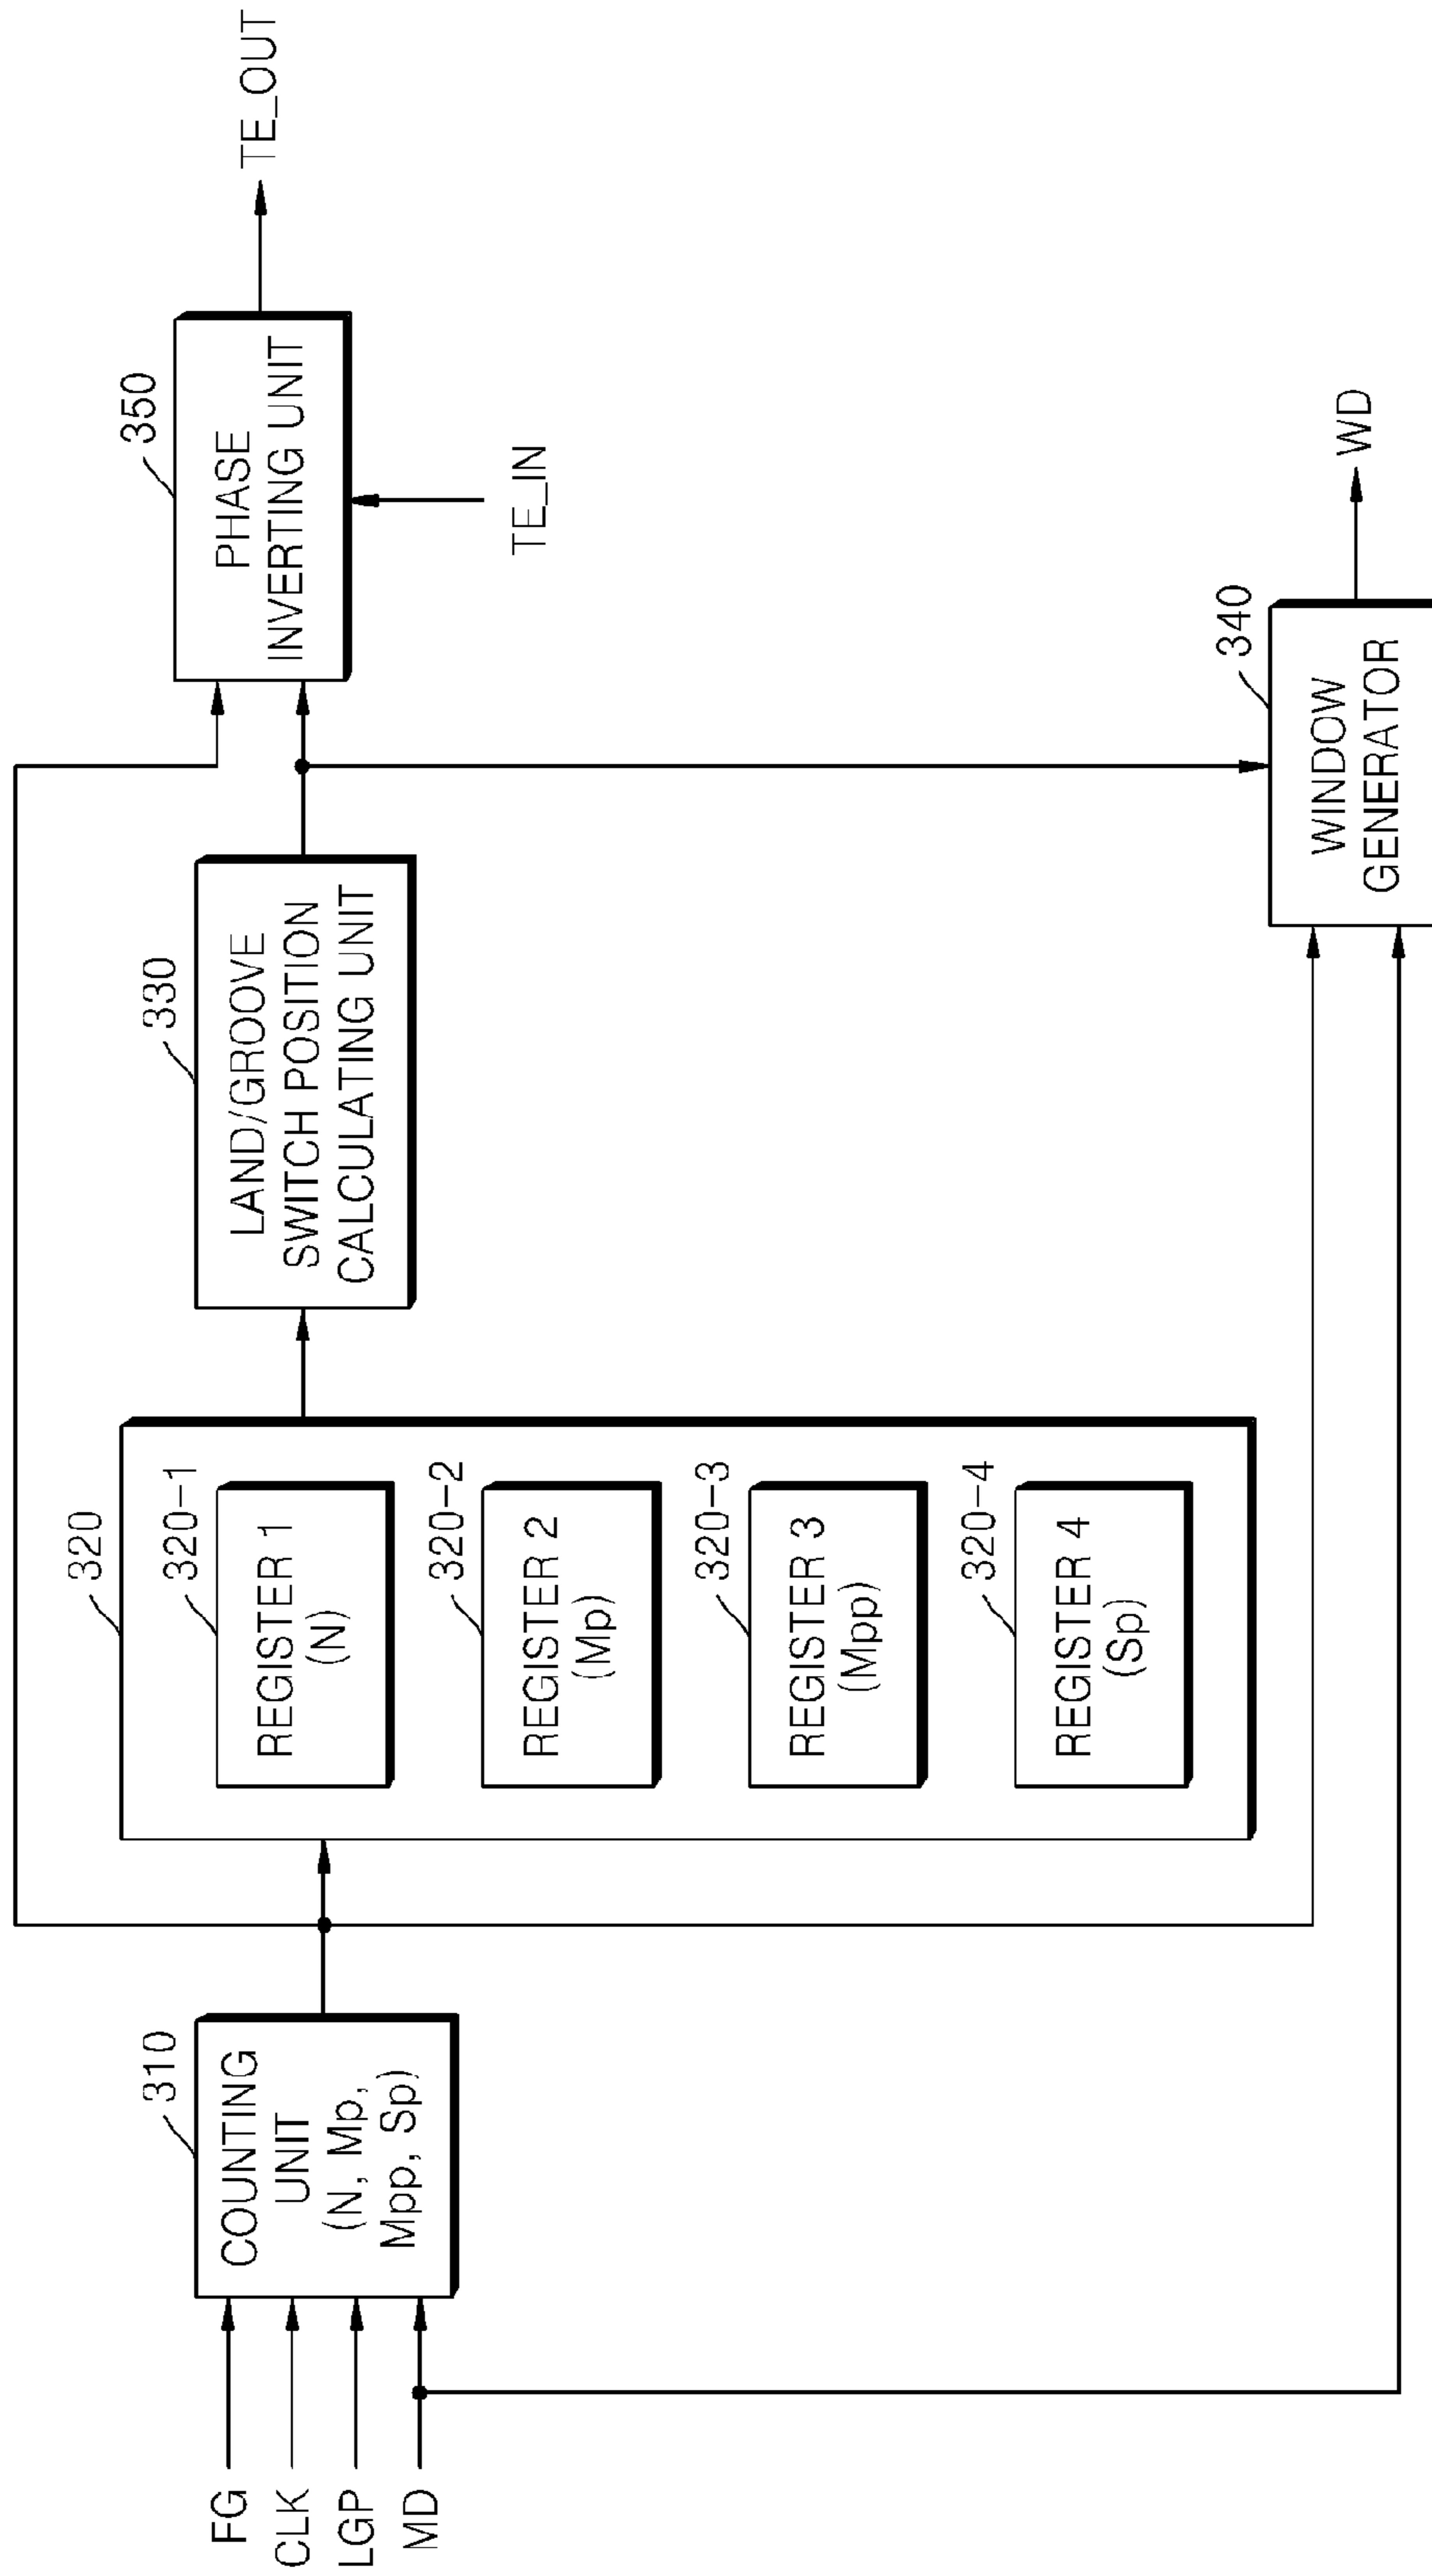 FG
CLK
LGP
MD
310
COUNTING
UNIT
(N, Mp,
Mpp, Sp)
320
320-1
REGISTER 1
(N)
320-2
REGISTER 2
(Mp)
320-3
REGISTER 3
(Mpp)
320-4
REGISTER 4
(Sp)
330
LAND/GROOVE
SWITCH POSITION
CALCULATING UNIT
350
PHASE
INVERTING UNIT
TE_IN
TE_OUT
340
WINDOW
GENERATOR
WD